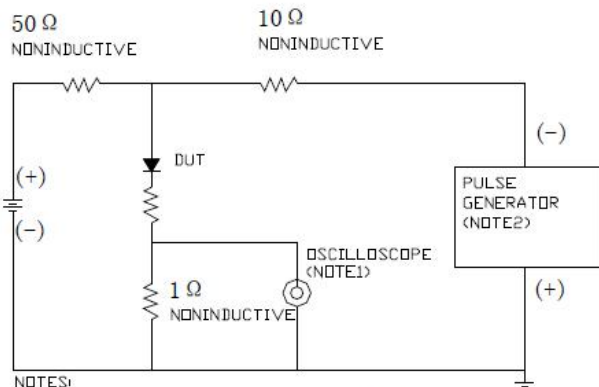 50 Ω
NONINDUCTIVE
10 Ω
NONINDUCTIVE
(+)
(-)
DUT
1 Ω
NONINDUCTIVE
OSCILLOSCOPE
(NOTE1)
(-)
PULSE
GENERATOR
(NOTE2)
(+)
NOTES: